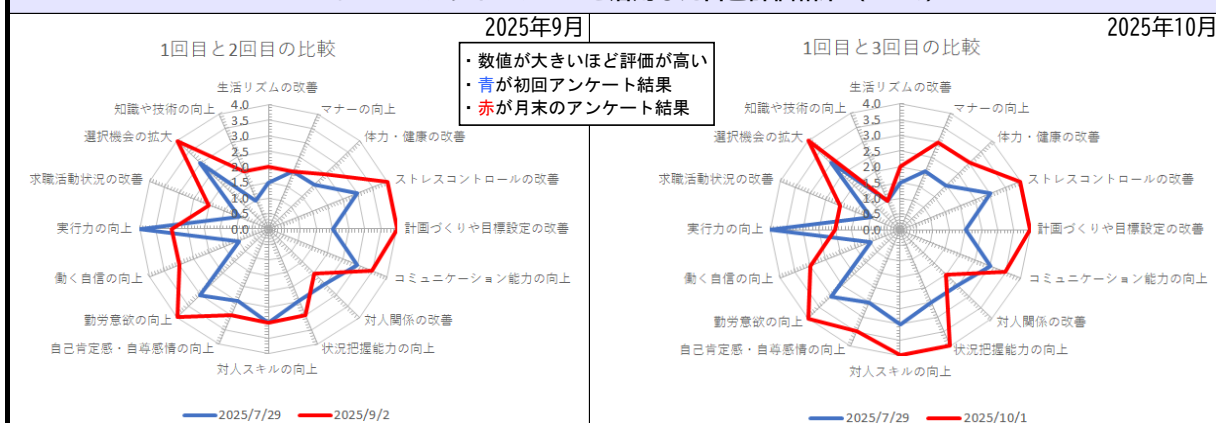 2025年9月
2025年10月
・数値が大きいほど評価が高い
・青が初回アンケート結果
・赤が月末のアンケート結果
1回目と2回目の比較
生活リズムの改善
マナーの向上
体力・健康の改善
ストレスコントロールの改善
計画づくりや目標設定の改善
コミュニケーション能力の向上
対人関係の改善
状況把握能力の向上
対人スキルの向上
自己肯定感・自尊感情の向上
勤労意欲の向上
働く自信の向上
実行力の向上
求職活動状況の改善
選択機会の拡大
知識や技術の向上
4.0
3.5
3.0
2.5
2.0
1.5
1.0
0.5
0.0
2025/7/29
2025/9/2
1回目と3回目の比較
生活リズムの改善
マナーの向上
体力・健康の改善
ストレスコントロールの改善
計画づくりや目標設定の改善
コミュニケーション能力の向上
対人関係の改善
状況把握能力の向上
対人スキルの向上
自己肯定感・自尊感情の向上
勤労意欲の向上
働く自信の向上
実行力の向上
求職活動状況の改善
選択機会の拡大
知識や技術の向上
4.0
3.5
3.0
2.5
2.0
1.5
1.0
0.5
0.0
2025/7/29
2025/10/1